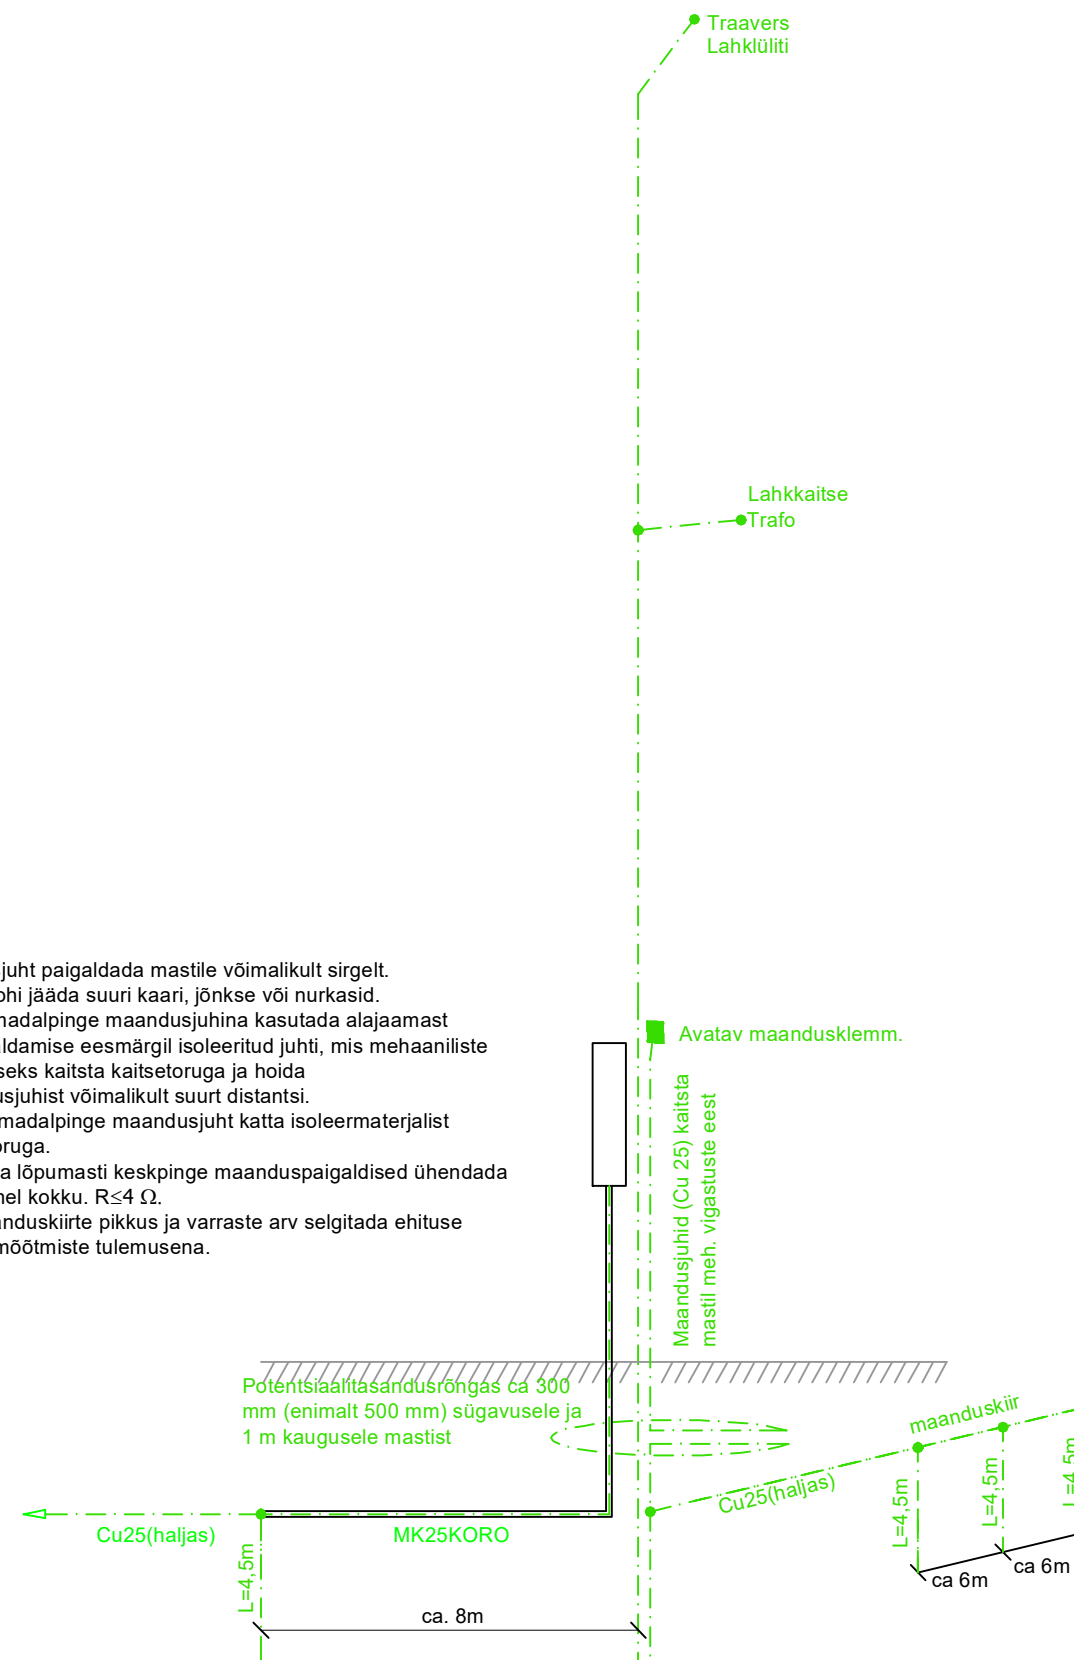 Traavers
Lahklüliti
Lahkkaitse
Trafo
juht paigaldada mastile võimalikult sirgelt.
ohi jääda suuri kaari, jõnkse või nurkasid.
madalpinge maandusjuhina kasutada alajaamast
ldamise eesmärgil isoleeritud juhti, mis mehaaniliste
seks kaitsta kaitsetoruga ja hoida
usjuhist võimalikult suurt distantsi.
madalpinge maandusjuht katta isoleermaterjalist
oruga.
a lõpumasti keskpinge maanduspaigaldised ühendada
nel kokku. R≤4 Ω.
anduskiirte pikkus ja varraste arv selgitada ehituse
mõõtmiste tulemusena.
Avatav maandusklemm.
Maandusjuhid (Cu 25) kaitsta
mastil meh. vigastuste eest
Potentsiaalitasandusrõngas ca 300
mm (enimalt 500 mm) sügavusele ja
1 m kaugusele mastist
maanduskiir
Cu25(haljas)
L=4,5m
L=4,5m
L=4,5m
Cu25(haljas)
MK25KORO
L=4,5m
ca 6m
ca 6m
ca. 8m